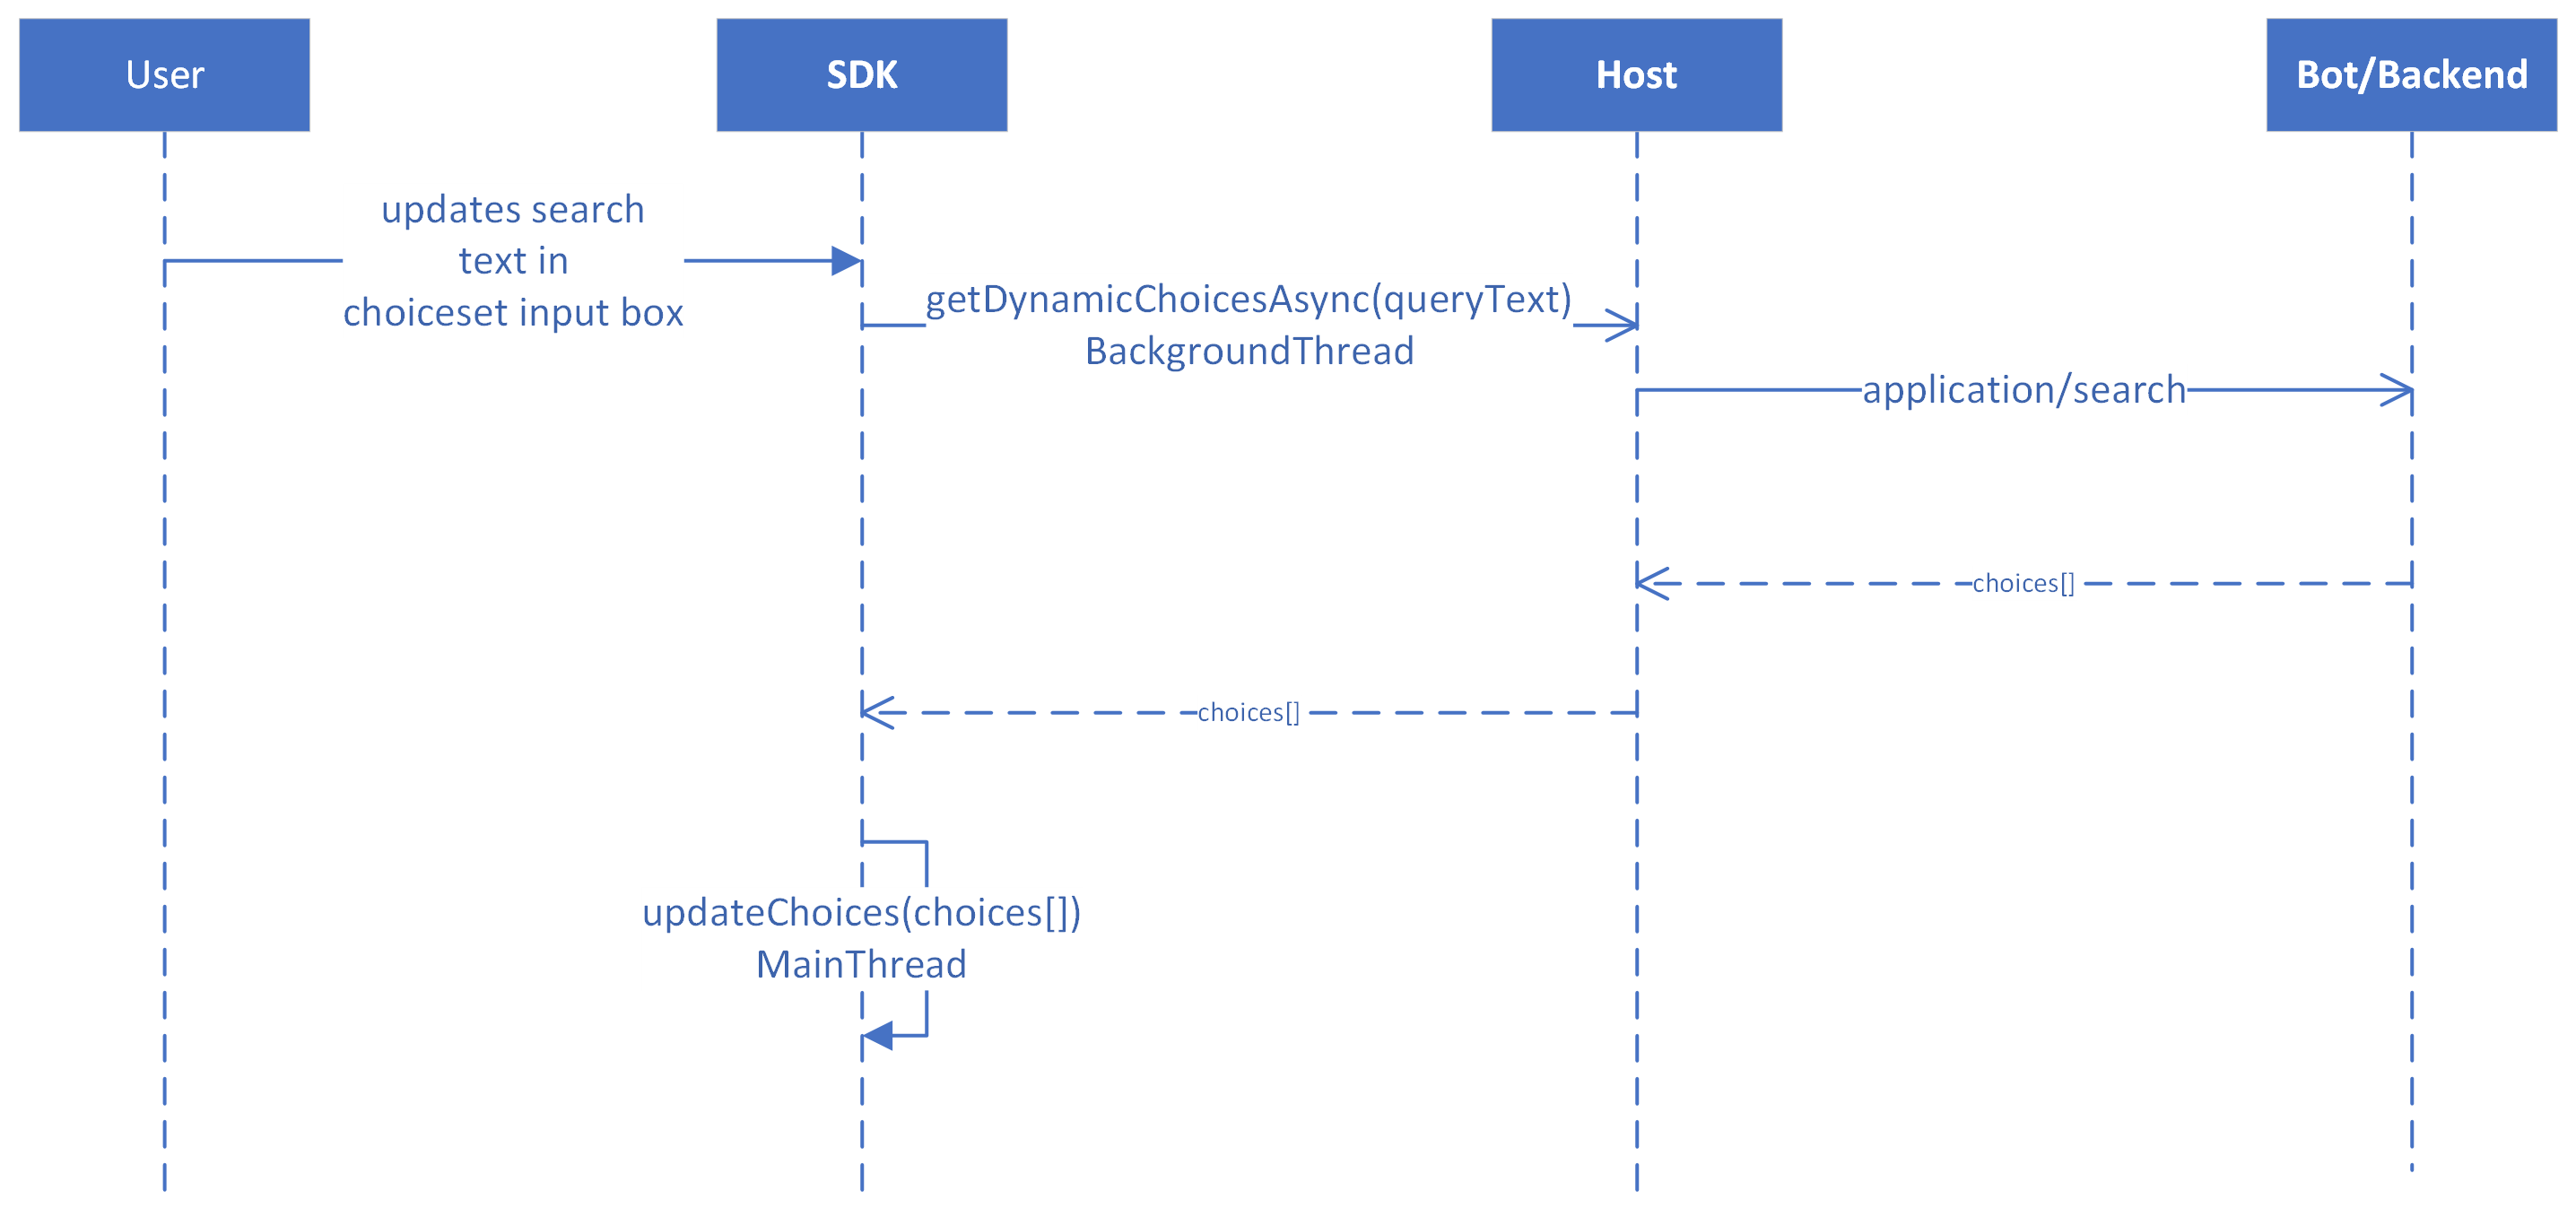 User
SDK
Host
Bot/Backend
updates search
text in
choiceset input box
getDynamicChoicesAsync(queryText)
BackgroundThread
application/search
choices[]
choices[]
updateChoices(choices[])
MainThread